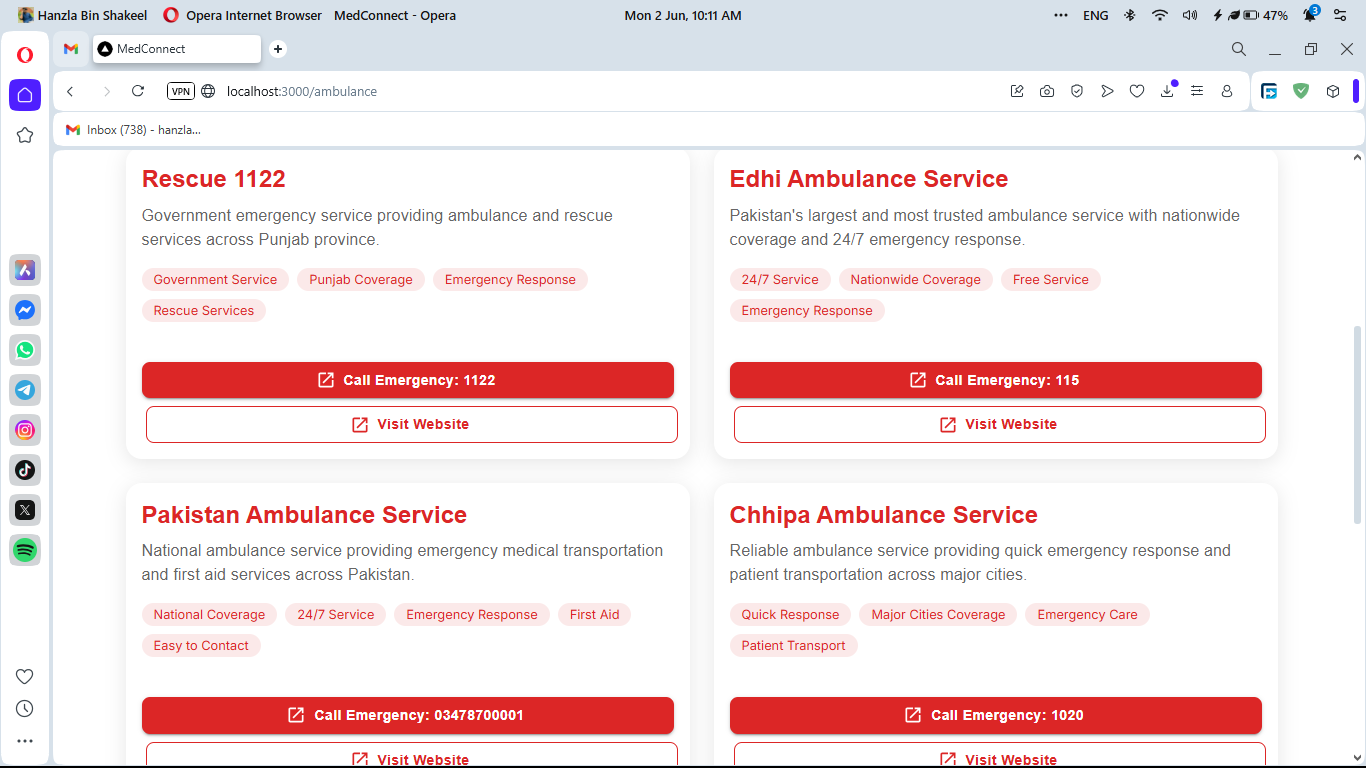 Hanzla Bin Shakeel Opera Internet Browser MedConnect - Opera Mon 2 Jun, 10:11 AM ENG 47% 3
MedConnect
VPN localhost:3000/ambulance
Inbox (738) - hanzla...
Rescue 1122
Government emergency service providing ambulance and rescue
services across Punjab province.
Government Service Punjab Coverage Emergency Response
Rescue Services
Call Emergency: 1122
Visit Website
Edhi Ambulance Service
Pakistan's largest and most trusted ambulance service with nationwide
coverage and 24/7 emergency response.
24/7 Service Nationwide Coverage Free Service
Emergency Response
Call Emergency: 115
Visit Website
Pakistan Ambulance Service
National ambulance service providing emergency medical transportation
and first aid services across Pakistan.
National Coverage 24/7 Service Emergency Response First Aid
Easy to Contact
Call Emergency: 03478700001
Visit Website
Chhipa Ambulance Service
Reliable ambulance service providing quick emergency response and
patient transportation across major cities.
Quick Response Major Cities Coverage Emergency Care
Patient Transport
Call Emergency: 1020
Visit Website